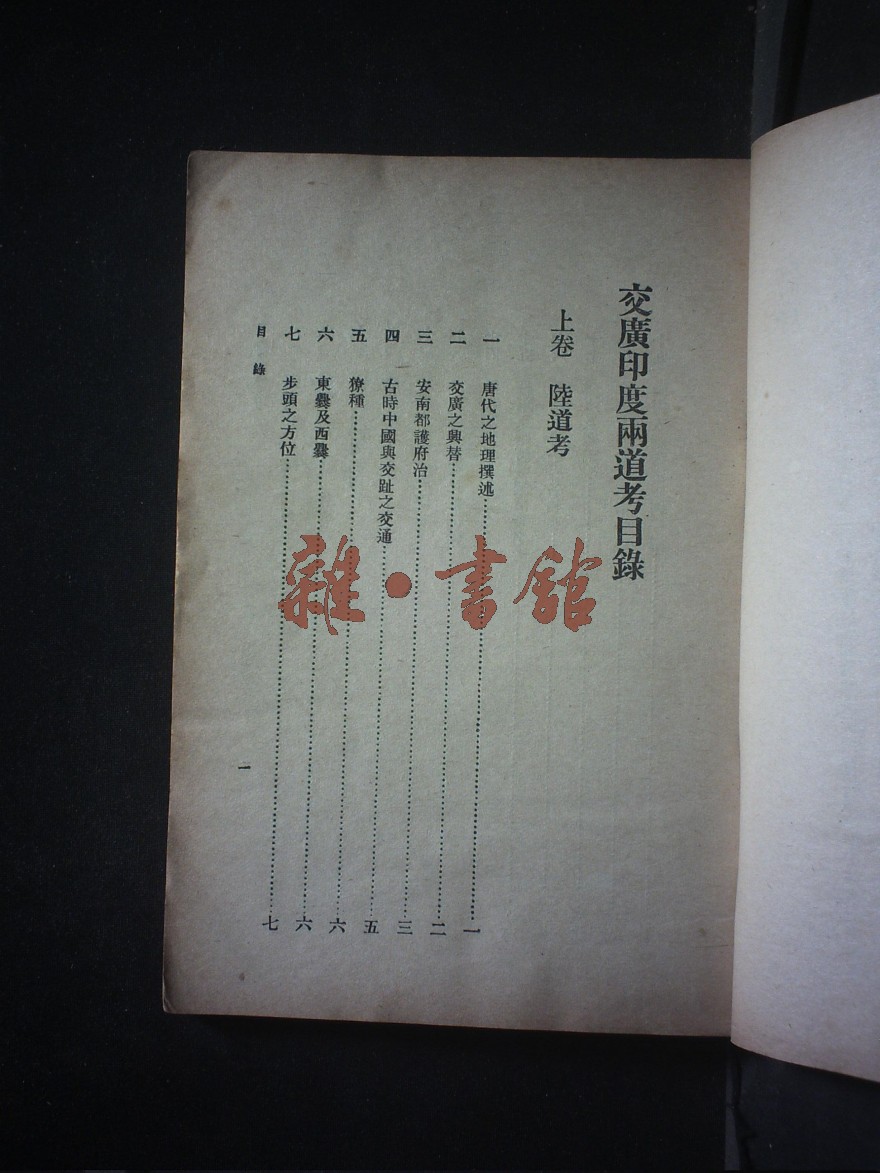 交廣印度兩道考目錄
上卷 陸道考
一 唐代之地理撰述⋯⋯一
二 交廣之興替⋯⋯二
三 安南都護府治⋯⋯三
四 古時中國與交趾之交通⋯⋯五
五 獠種⋯⋯六
六 東爨及西爨⋯⋯六
七 步頭之方位⋯⋯七
目錄
一
雜·書館